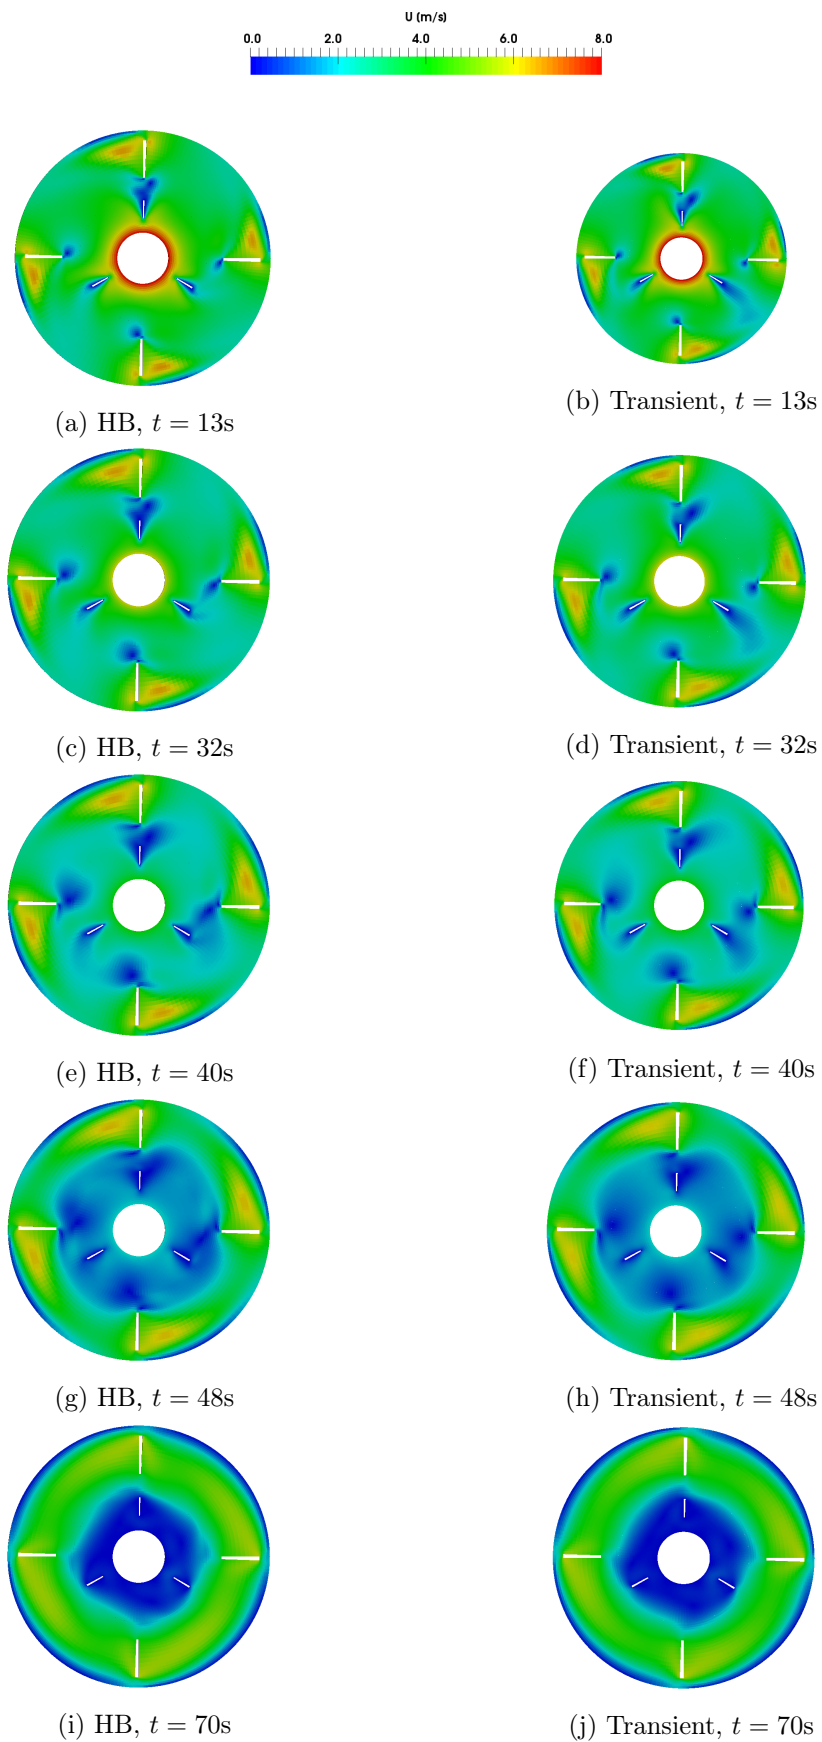 U (m/s)
0.0 2.0 4.0 6.0 8.0
(a) HB, t = 13s
(b) Transient, t = 13s
(c) HB, t = 32s
(d) Transient, t = 32s
(e) HB, t = 40s
(f) Transient, t = 40s
(g) HB, t = 48s
(h) Transient, t = 48s
(i) HB, t = 70s
(j) Transient, t = 70s